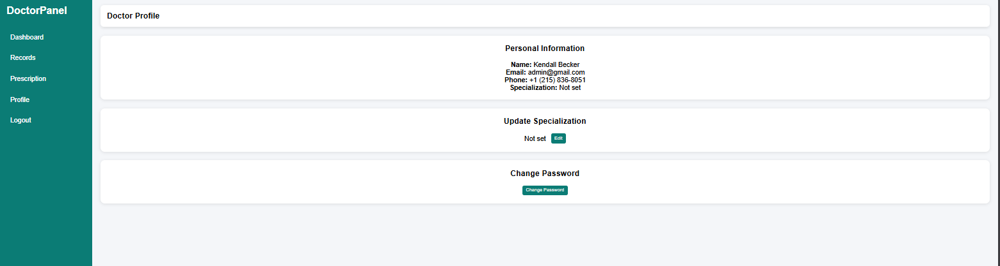 DoctorPanel
Dashboard
Records
Prescription
Profile
Logout
Doctor Profile
Personal Information
Name: Kendall Becker
Email: admin@gmail.com
Phone: +1 (215) 836-8051
Specialization: Not set
Update Specialization
Not set Edit
Change Password
Change Password